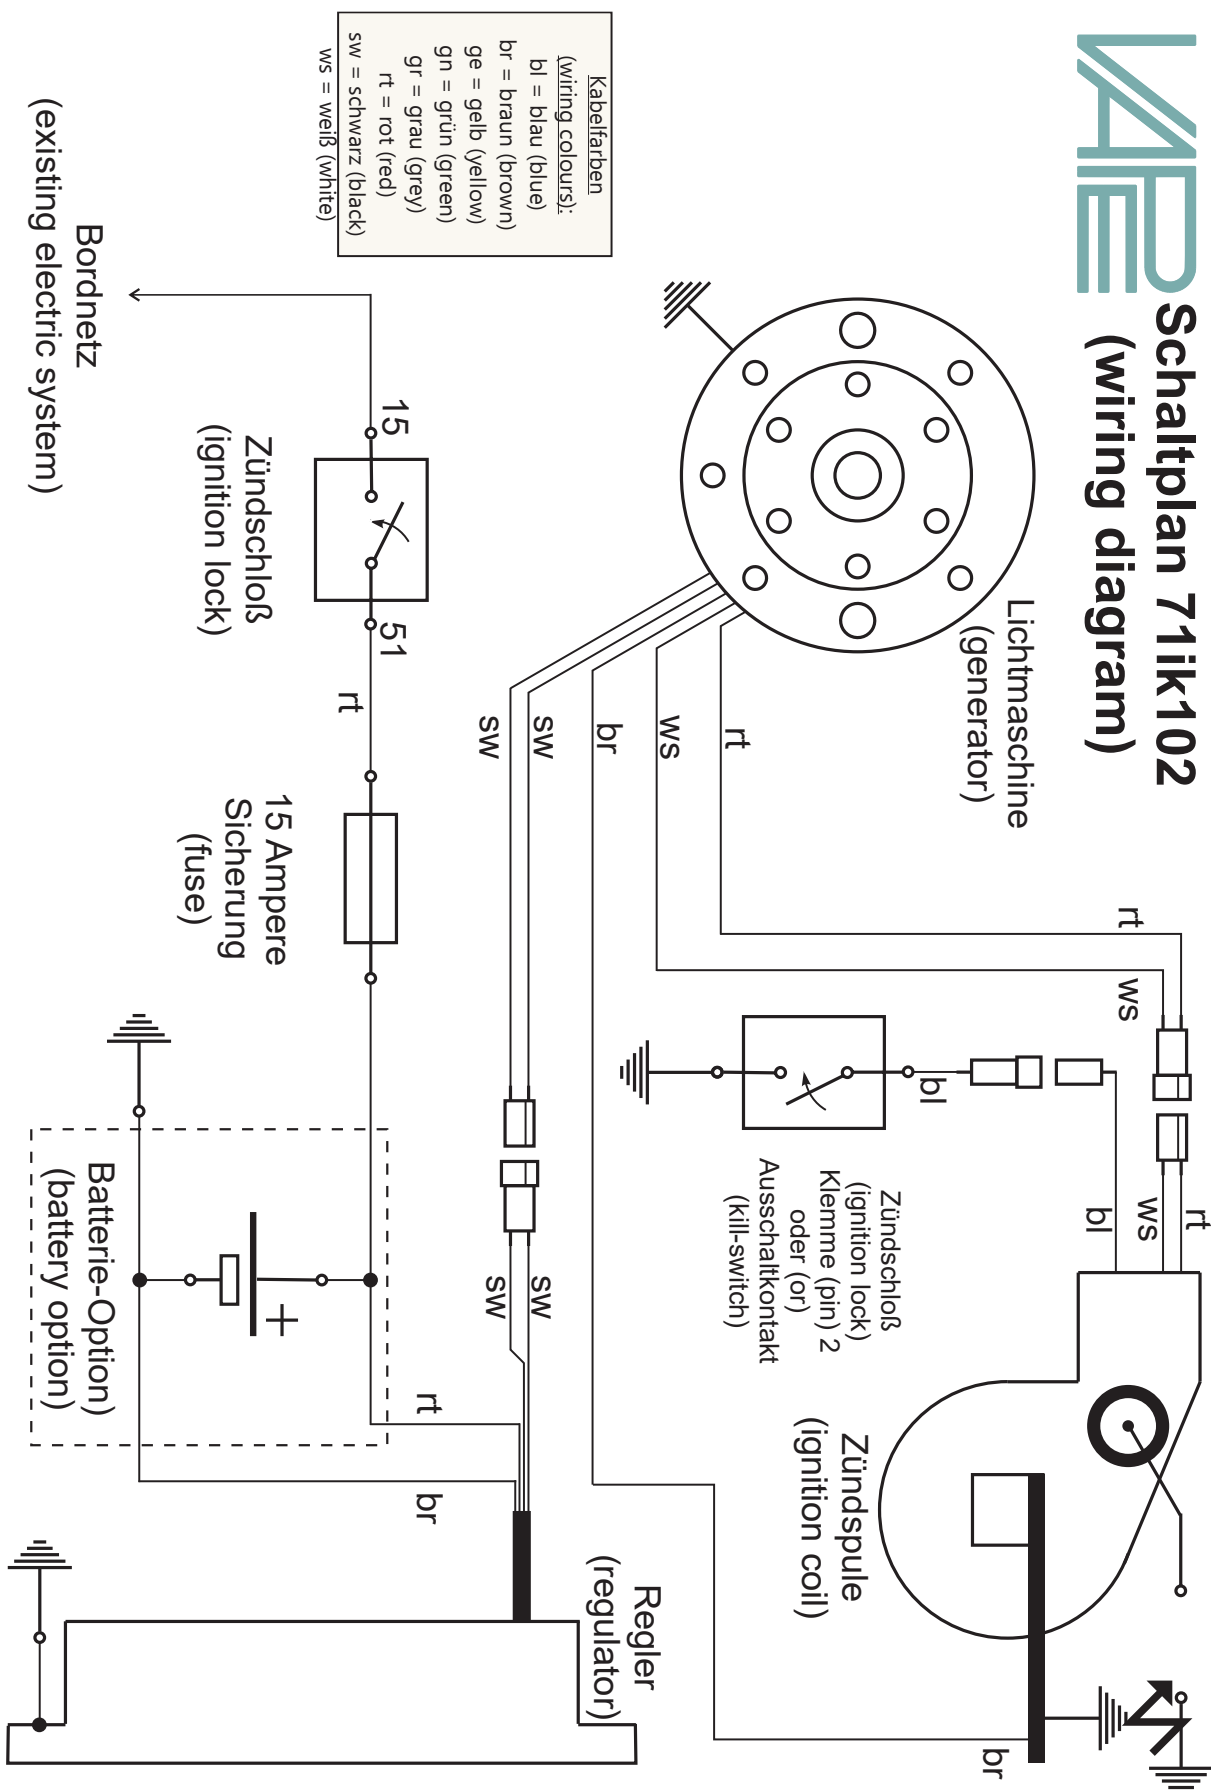 VAPE
Schaltplan 71ik102
(wiring diagram)
Kabelfarben
(wiring colours):
bl = blau (blue)
br = braun (brown)
ge = gelb (yellow)
gn = grün (green)
gr = grau (grey)
rt = rot (red)
sw = schwarz (black)
ws = weiß (white)
Lichtmaschine
(generator)
rt
ws
br
sw
sw
rt
ws
rt
ws
bl
bl
Zündschloß
(ignition lock)
Klemme (pin) 2
oder (or)
Ausschaltkontakt
(kill-switch)
Zündspule
(ignition coil)
br
sw
sw
Bordnetz
(existing electric system)
15
Zündschloß
(ignition lock)
51
rt
15 Ampere
Sicherung
(fuse)
+
Batterie-Option)
(battery option)
rt
br
Regler
(regulator)